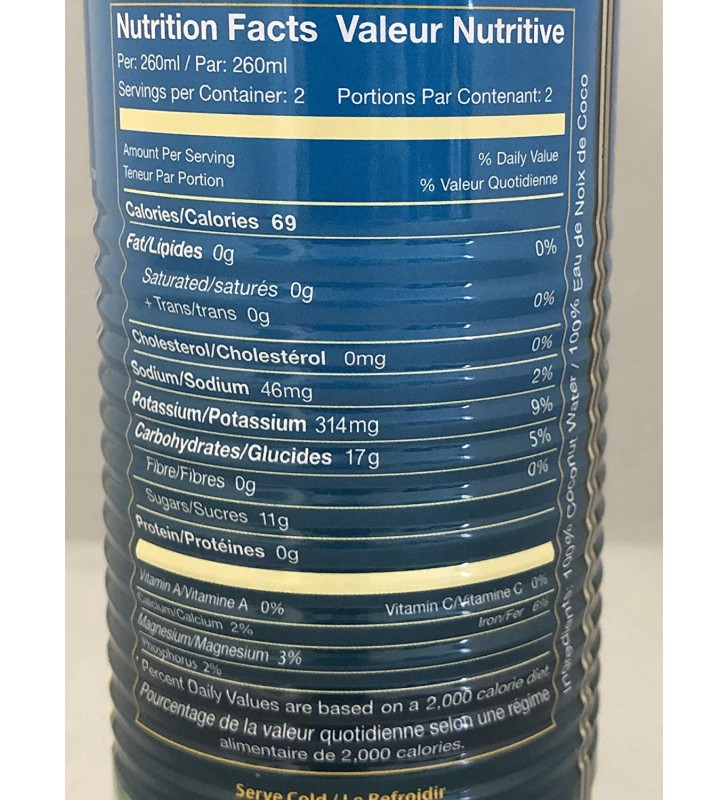 Nutrition Facts Valeur Nutritive
Per: 260ml / Par: 260ml
Servings per Container: 2 Portions Par Contenant: 2
Amount Per Serving % Daily Value
Teneur Par Portion % Valeur Quotidienne
Calories/Calories 69
Fat/Lipides 0g 0%
Saturated/saturés 0g
+ Trans/trans 0g 0%
Cholesterol/Cholestérol 0mg 0%
Sodium/Sodium 46mg 2%
Potassium/Potassium 314mg 9%
Carbohydrates/Glucides 17g 5%
Fibre/Fibres 0g 0%
Sugars/Sucres 11g
Protein/Protéines 0g
Vitamin A/Vitamine A 0% Vitamin C/Vitamine C 0%
Calcium/Calcium 2% Iron/Fer 6%
Magnesium/Magnesium 3%
Phosphorus 2%
* Percent Daily Values are based on a 2,000 calorie diet.
Pourcentage de la valeur quotidienne selon une régime
alimentaire de 2,000 calories.
Serve Cold / Le Refroidir
Ingredients: 100% Coconut Water / 100% Eau de Noix de Coco